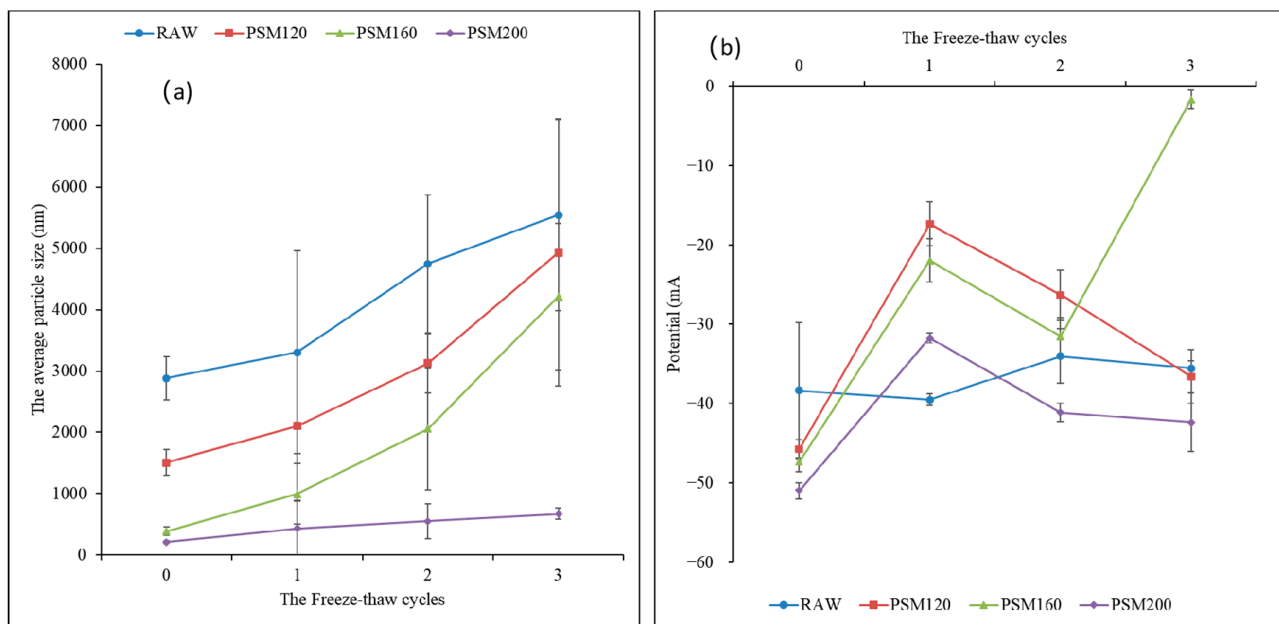 RAW PSM120 PSM160 PSM200
(a)
8000
7000
6000
5000
4000
3000
2000
1000
0
The average particle size (nm)
0 1 2 3
The Freeze-thaw cycles
(b)
The Freeze-thaw cycles
0 1 2 3
0
−10
−20
−30
−40
−50
−60
Potential (mA
RAW PSM120 PSM160 PSM200